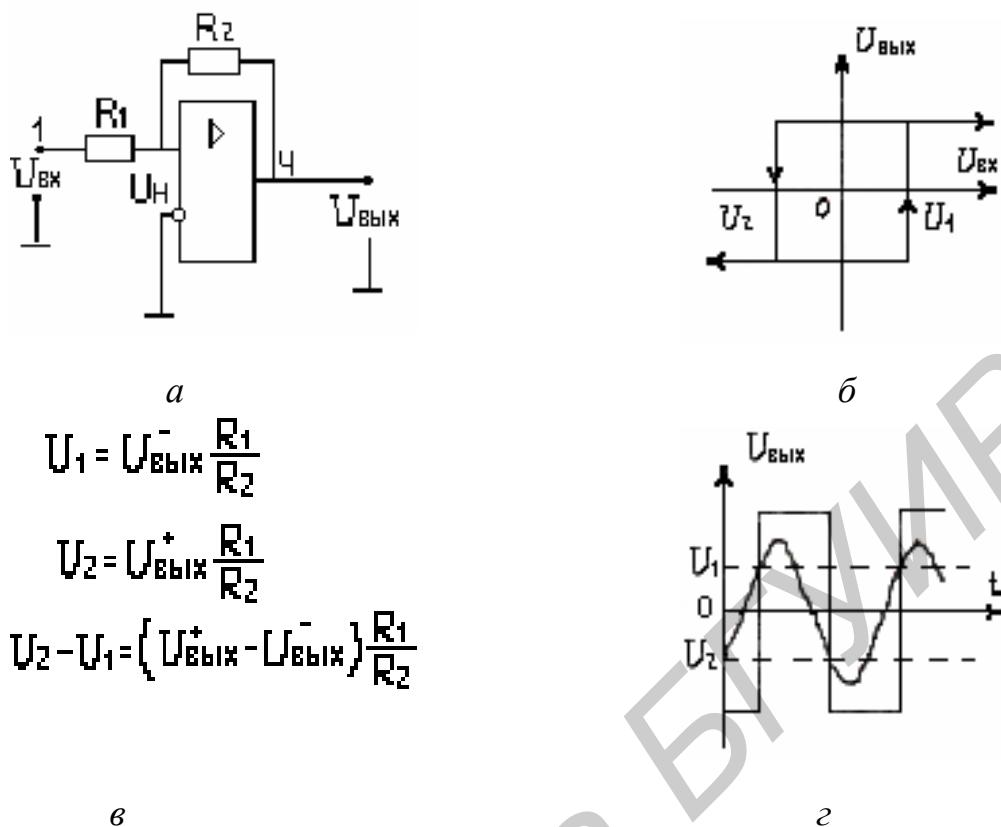 R2
R1
1
Uвх
Uн
4
Uвых
а
Uвых
Uвх
U2
0
U1
б
U1 = U⁻вых R1/R2
U2 = U⁺вых R1/R2
U2 – U1 = (U⁺вых – U⁻вых) R1/R2
в
Uвых
U1
0
t
U2
г
БГУИР